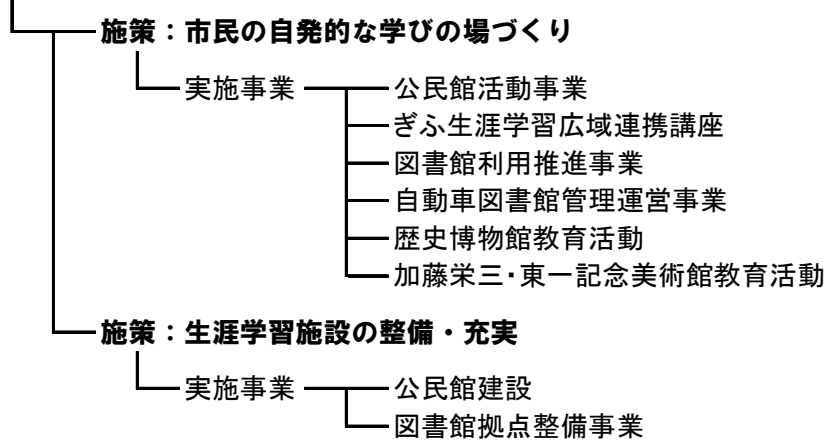 施策：市民の自発的な学びの場づくり
実施事業 公民館活動事業
ぎふ生涯学習広域連携講座
図書館利用推進事業
自動車図書館管理運営事業
歴史博物館教育活動
加藤栄三・東一記念美術館教育活動
施策：生涯学習施設の整備・充実
実施事業 公民館建設
図書館拠点整備事業